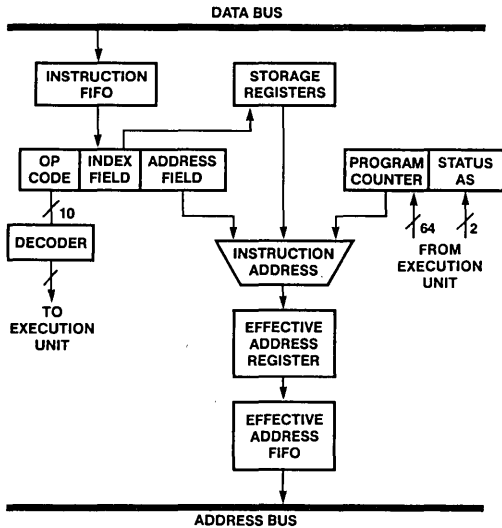 DATA BUS
INSTRUCTION
FIFO
STORAGE
REGISTERS
OP
CODE
INDEX
FIELD
ADDRESS
FIELD
PROGRAM
COUNTER
STATUS
AS
10
64
2
DECODER
FROM
EXECUTION
UNIT
INSTRUCTION
ADDRESS
TO
EXECUTION
UNIT
EFFECTIVE
ADDRESS
REGISTER
EFFECTIVE
ADDRESS
FIFO
ADDRESS BUS